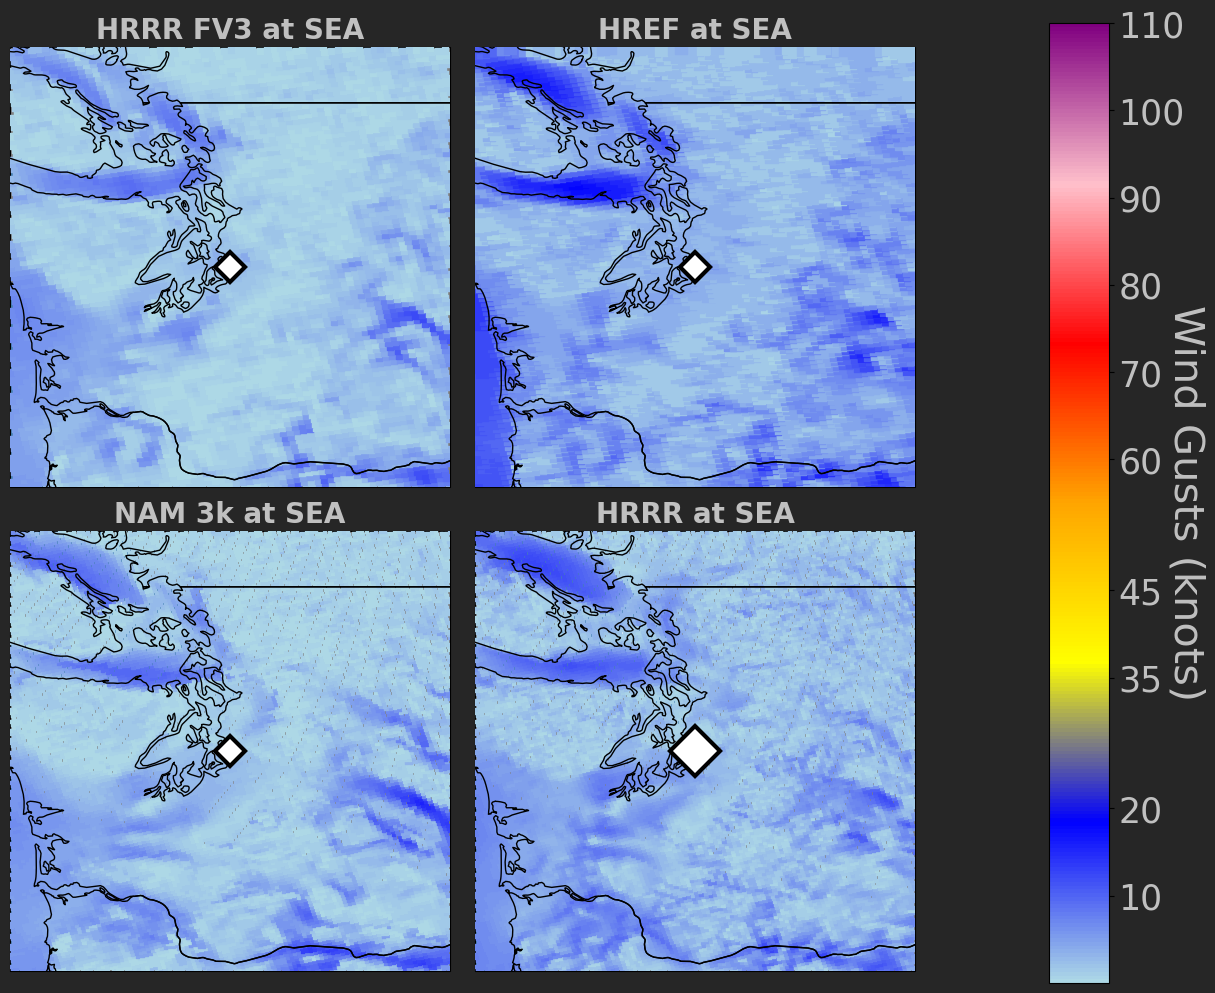 HRRR FV3 at SEA
HREF at SEA
NAM 3k at SEA
HRRR at SEA
110
100
90
80
70
60
45
35
20
10
Wind Gusts (knots)